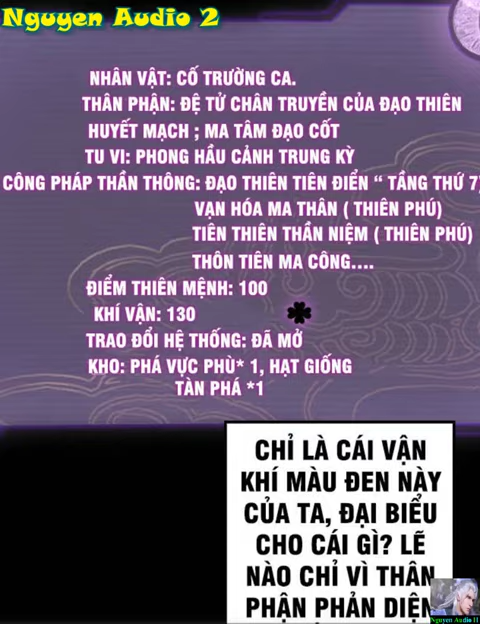 Nguyen Audio 2
NHÂN VẬT: CỐ TRƯỜNG CA.
THÂN PHẬN: ĐỆ TỬ CHÂN TRUYỀN CỦA ĐẠO THIÊN
HUYẾT MẠCH ; MA TÂM ĐẠO CỐT
TU VI: PHONG HẦU CẢNH TRUNG KỲ
CÔNG PHÁP THẦN THÔNG: ĐẠO THIÊN TIÊN ĐIỂN “ TẦNG THỨ 7)
VẠN HÓA MA THÂN ( THIÊN PHÚ)
TIÊN THIÊN THẦN NIỆM ( THIÊN PHÚ)
THÔN TIÊN MA CÔNG....
ĐIỂM THIÊN MỆNH: 100
KHÍ VẬN: 130
TRAO ĐỔI HỆ THỐNG: ĐÃ MỞ
KHO: PHÁ VỰC PHÙ* 1, HẠT GIỐNG
TÀN PHÁ *1
CHỈ LÀ CÁI VẬN
KHÍ MÀU ĐEN NÀY
CỦA TA, ĐẠI BIỂU
CHO CÁI GÌ? LẼ
NÀO CHỈ VÌ THÂN
PHẬN PHẢN DIỆN
Nguyen Audio II